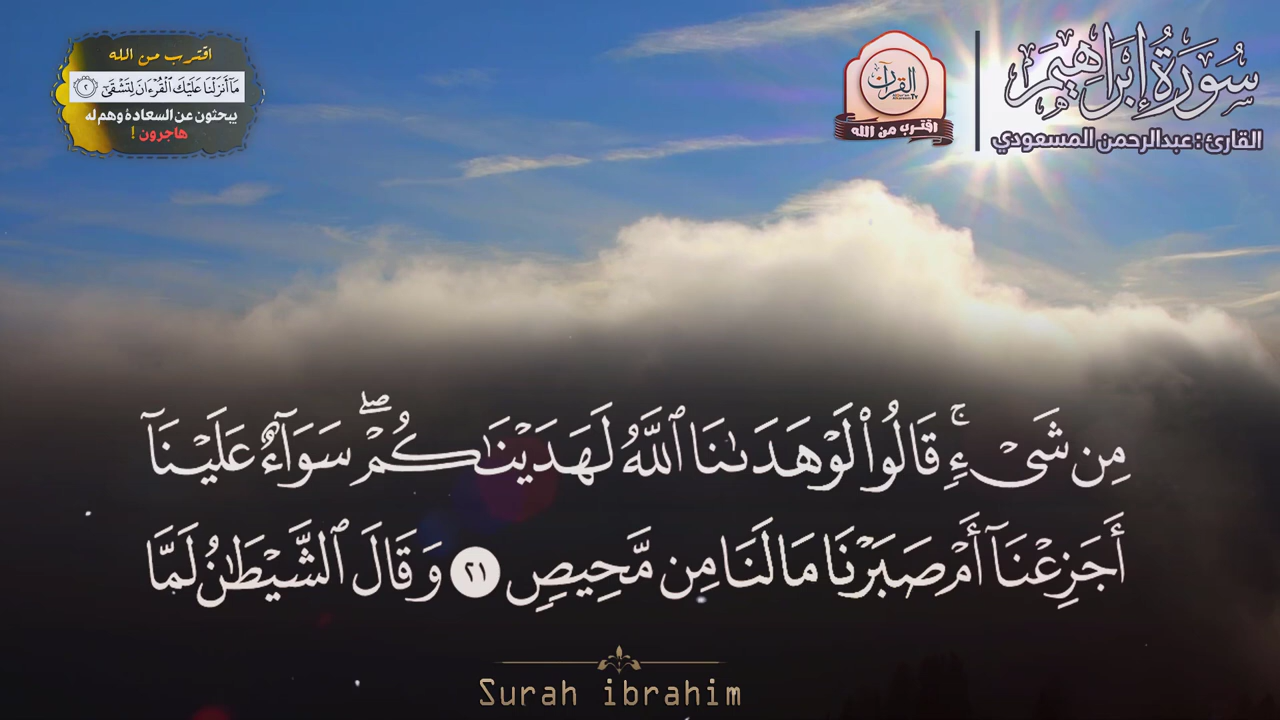 سُورَةُ إِبْرَاهِيمَ
القارئ : عبدالرحمن المسعودي
القرآن
اقترب من الله
اقترب من الله
مَآ أَنزَلْنَا عَلَيْكَ ٱلْقُرْءَانَ لِتَشْقَىٰٓ ٢
يبحثون عن السعادة وهم له
هاجرون !
مِن شَىْءٍ ۚ قَالُوا۟ لَوْ هَدَىٰنَا ٱللَّهُ لَهَدَيْنَـٰكُمْ ۖ سَوَآءٌ عَلَيْنَآ
أَجَزِعْنَآ أَمْ صَبَرْنَا مَا لَنَا مِن مَّحِيصٍ ٢١ وَقَالَ ٱلشَّيْطَـٰنُ لَمَّا
Surah ibrahim